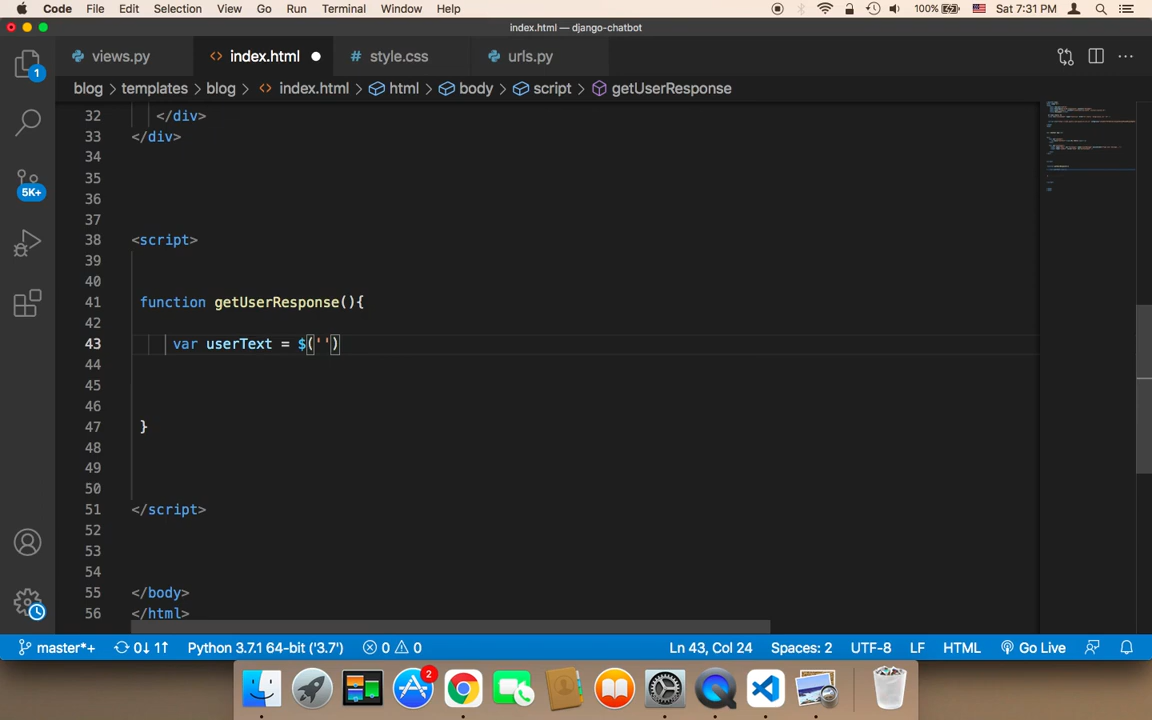 Code File Edit Selection View Go Run Terminal Window Help 100% Sat 7:31 PM
index.html — django-chatbot
views.py index.html style.css urls.py
blog > templates > blog > index.html > html > body > script > getUserResponse
32 </div>
33 </div>
34
35
36
37
38 <script>
39
40
41 function getUserResponse(){
42
43 var userText = $('')
44
45
46
47 }
48
49
50
51 </script>
52
53
54
55 </body>
56 </html>
1
5K+
master*+ 0↓ 1↑ Python 3.7.1 64-bit ('3.7') 0 0 Ln 43, Col 24 Spaces: 2 UTF-8 LF HTML Go Live
2